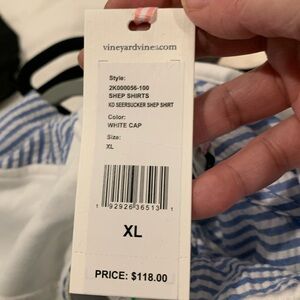 vineyardvines.com
Style:
2K000056-100
SHEP SHIRTS
KO SEERSUCKER SHEP SHIRT
Color:
WHITE CAP
Size:
XL
1 92926 36513 1
XL
PRICE: $118.00